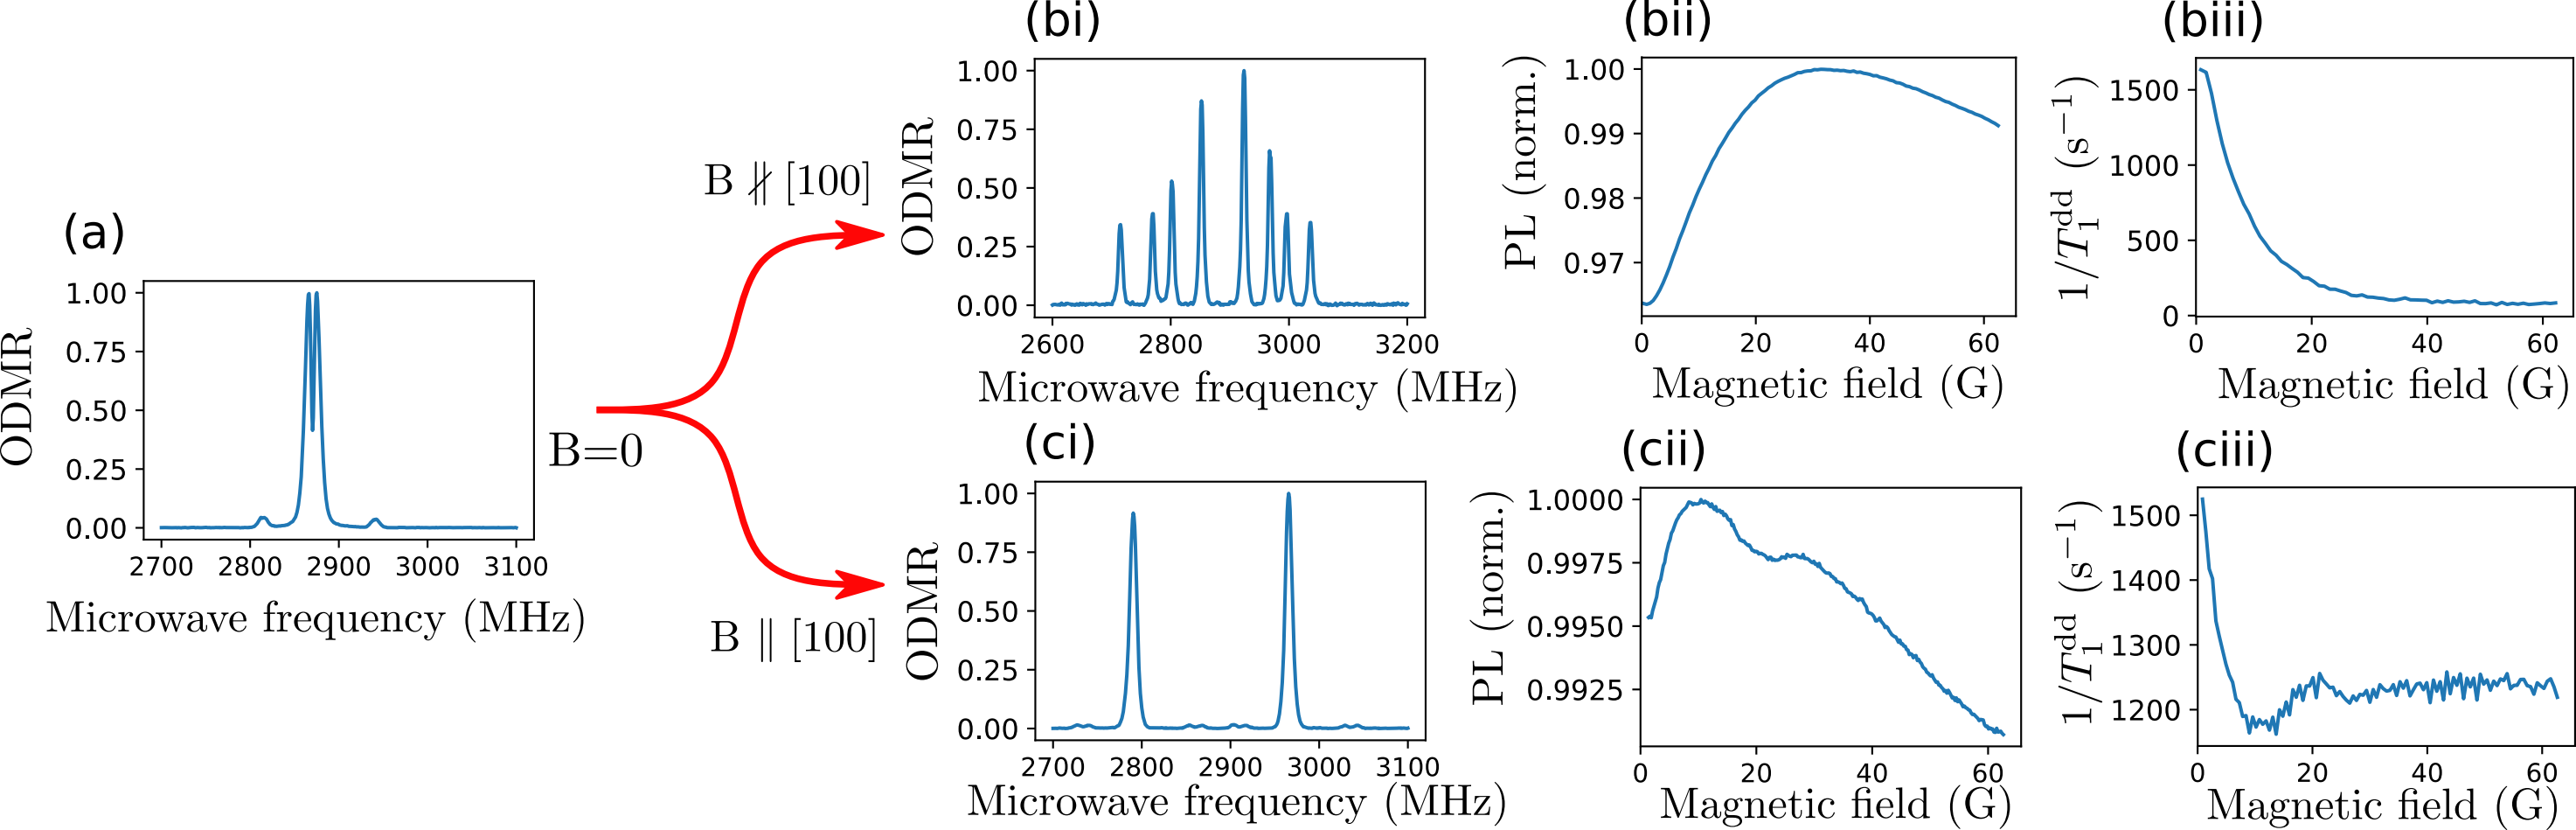 (a)
ODMR
1.00
0.75
0.50
0.25
0.00
2700 2800 2900 3000 3100
Microwave frequency (MHz)
B=0
B ∦ [100]
B ∥ [100]
(bi)
ODMR
1.00
0.75
0.50
0.25
0.00
2600 2800 3000 3200
Microwave frequency (MHz)
(bii)
PL (norm.)
1.00
0.99
0.98
0.97
0 20 40 60
Magnetic field (G)
(biii)
1/T₁ᵈᵈ (s⁻¹)
1500
1000
500
0
0 20 40 60
Magnetic field (G)
(ci)
ODMR
1.00
0.75
0.50
0.25
0.00
2700 2800 2900 3000 3100
Microwave frequency (MHz)
(cii)
PL (norm.)
1.0000
0.9975
0.9950
0.9925
0 20 40 60
Magnetic field (G)
(ciii)
1/T₁ᵈᵈ (s⁻¹)
1500
1400
1300
1200
0 20 40 60
Magnetic field (G)